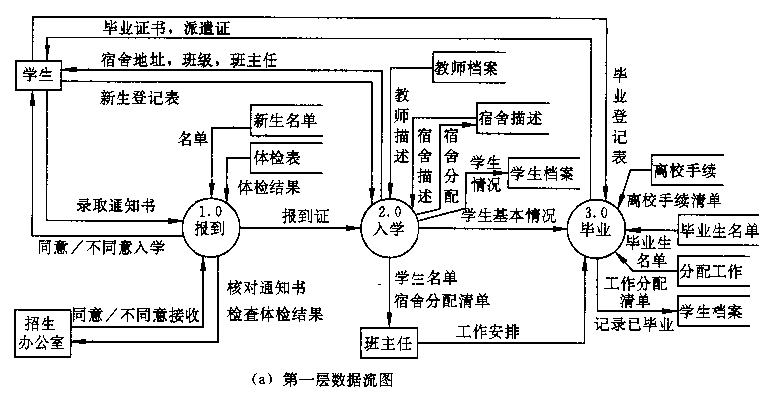 毕业证书，派遣证
宿舍地址，班级，班主任
学生
新生登记表
教师档案
毕业登记表
名单
新生名单
教师描述
宿舍描述
宿舍描述
宿舍分配
体检表
体检结果
学生情况
学生档案
离校手续
离校手续清单
录取通知书
1.0
报到
报到证
2.0
入学
学生基本情况
3.0
毕业
毕业生名单
毕业生
名单
同意／不同意入学
分配工作
工作分配
清单
学生名单
宿舍分配清单
核对通知书
检查体检结果
招生
办公室
同意／不同意接收
班主任
工作安排
学生档案
记录已毕业
(a) 第一层数据流图